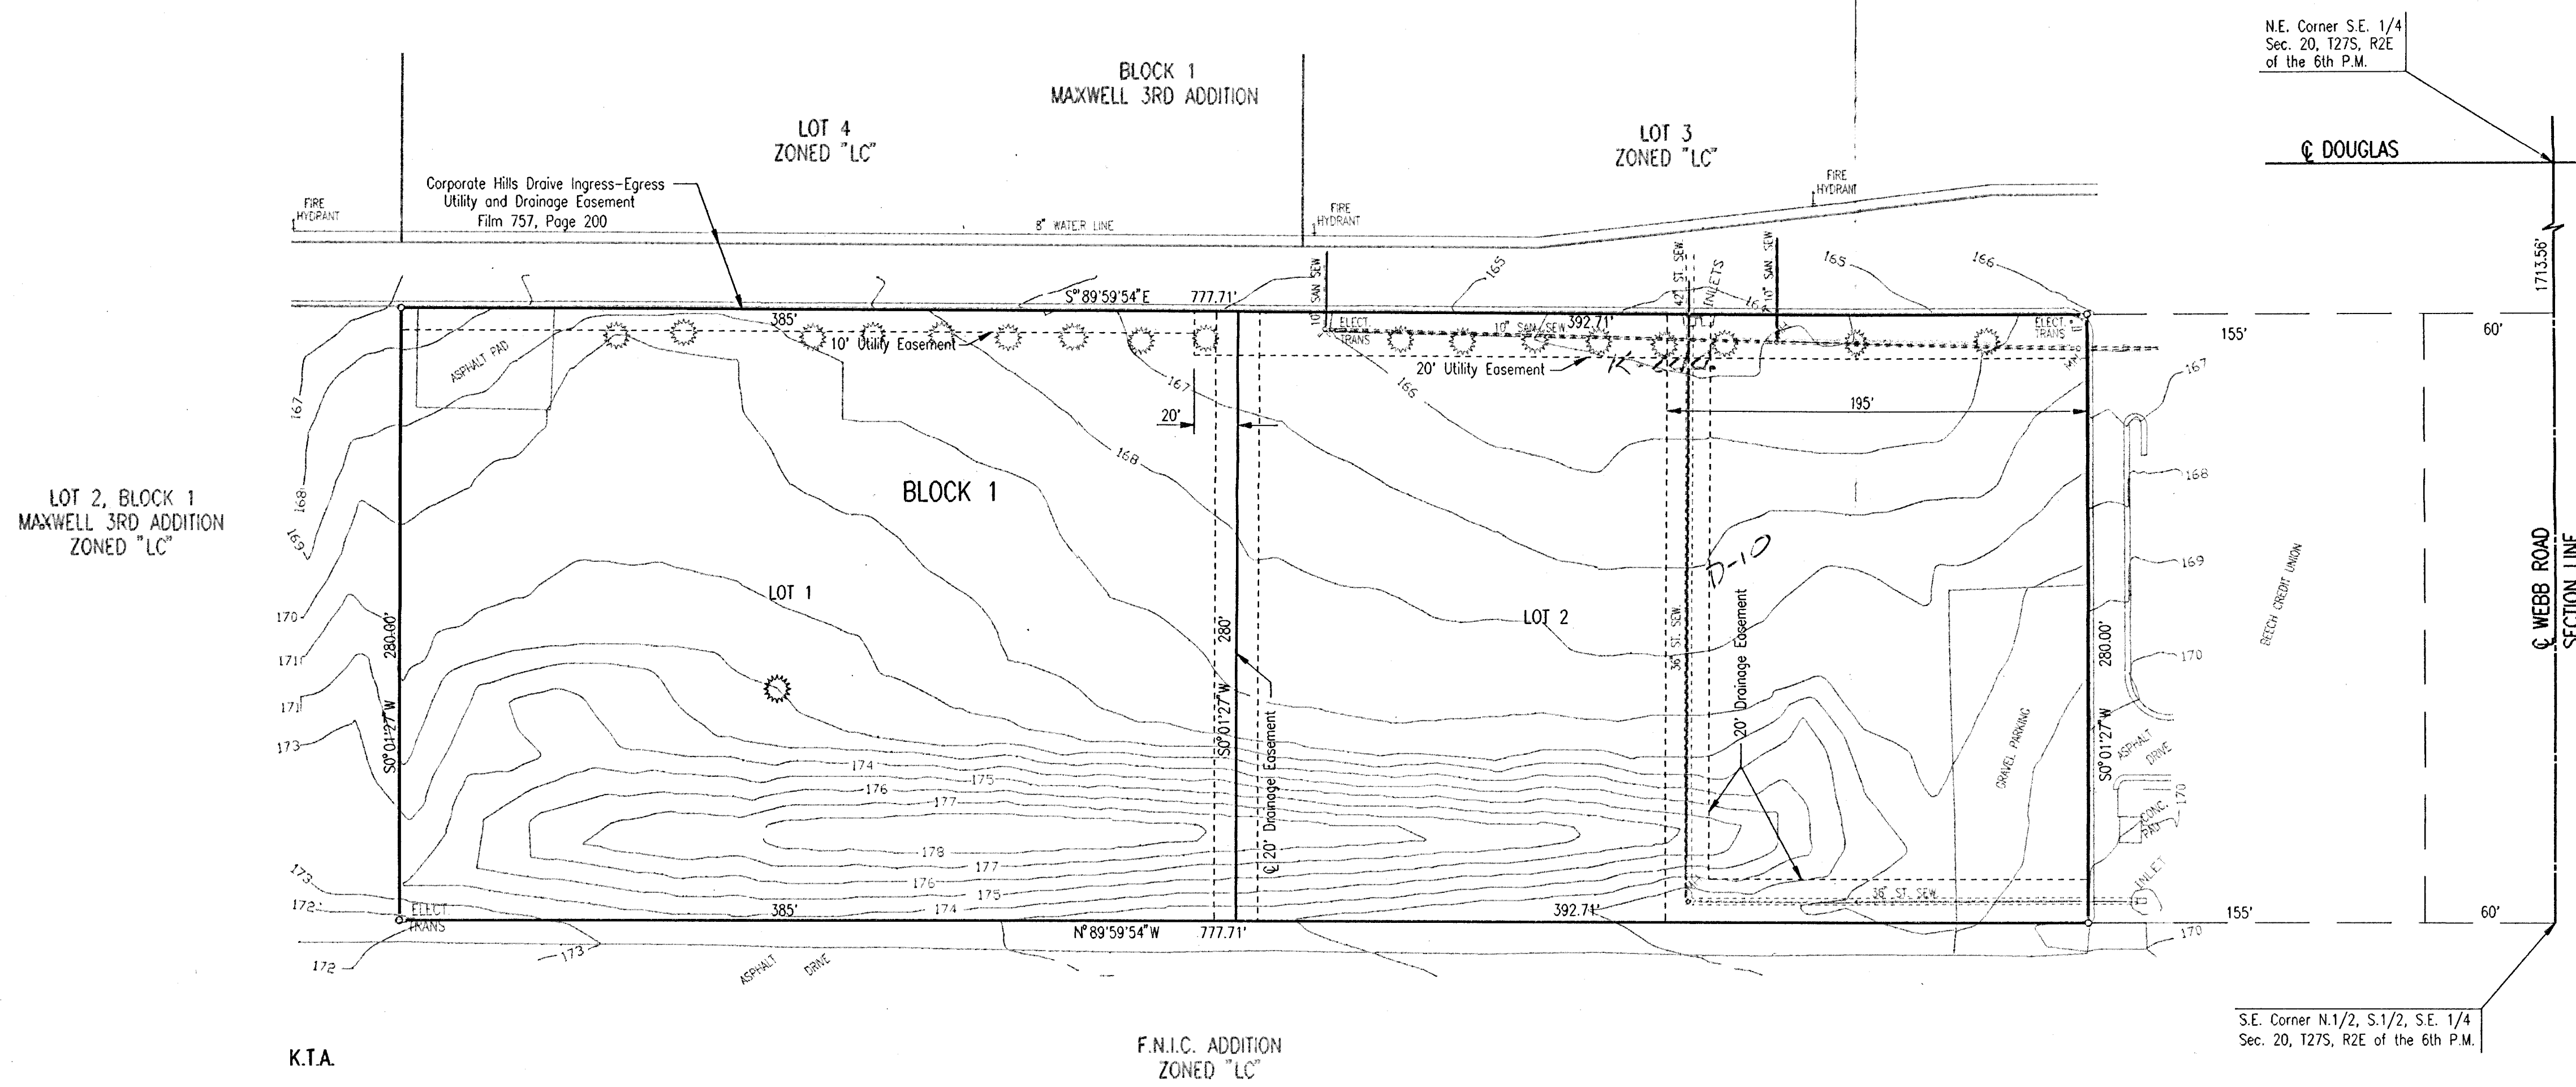 N.E. Corner S.E. 1/4
Sec. 20, T27S, R2E
of the 6th P.M.
BLOCK 1
MAXWELL 3RD ADDITION
LOT 4
ZONED "LC"
LOT 3
ZONED "LC"
℄ DOUGLAS
Corporate Hills Draive Ingress-Egress
Utility and Drainage Easement
Film 757, Page 200
FIRE
HYDRANT
FIRE
HYDRANT
FIRE
HYDRANT
8" WATER LINE
1713.56'
10" SAN SEW
42" ST. SEW.
INLETS
10" SAN SEW
165
165
166
S°89'59'54"E 777.71'
385'
392.71'
ELECT.
TRANS
10" SAN SEW
ELECT.
TRANS
MH
155'
60'
ASPHALT PAD
10' Utility Easement
20' Utility Easement
167
166
167
167
20'
195'
168
168
168
BLOCK 1
LOT 2, BLOCK 1
MAXWELL 3RD ADDITION
ZONED "LC"
169
D-10
169
LOT 1
LOT 2
170
171
171
173
280.00'
S0°01'27"W
280'
S0°01'27"W
℄ 20' Drainage Easement
36" ST. SEW.
20' Drainage Easement
280.00'
S0°01'27"W
170
BEECH CREDIT UNION
℄ WEBB ROAD
SECTION LINE
GRAVEL PARKING
ASPHALT
DRIVE
CONC.
PAD
170
INLET
174
175
176
177
178
177
176
175
174
173
172
ELECT.
TRANS
385'
392.71'
36" ST. SEW.
155'
60'
N°89'59'54"W 777.71'
170
172
173
ASPHALT DRIVE
S.E. Corner N.1/2, S.1/2, S.E. 1/4
Sec. 20, T27S, R2E of the 6th P.M.
K.T.A.
F.N.I.C. ADDITION
ZONED "LC"